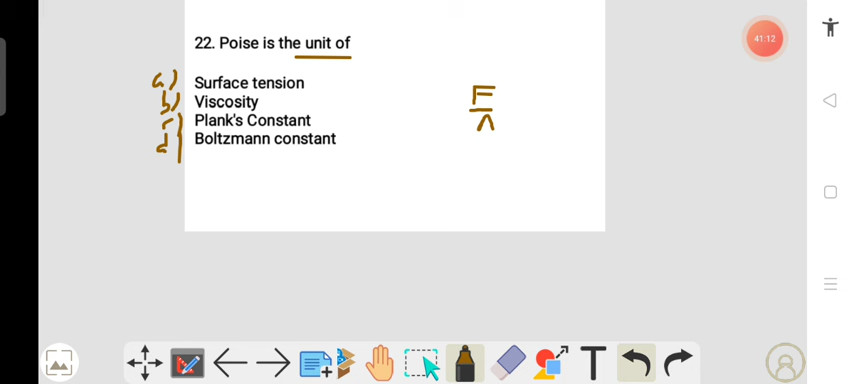 41:12
22. Poise is the unit of
a) Surface tension
b) Viscosity
c) Plank's Constant
d) Boltzmann constant
F
A
T